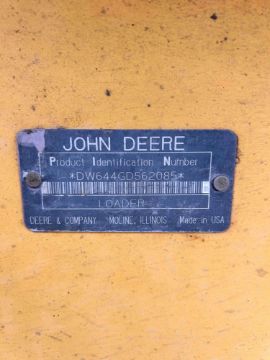 JOHN DEERE
Product Identification Number
*DW644GD562085*
LOADER
DEERE & COMPANY MOLINE, ILLINOIS Made in USA